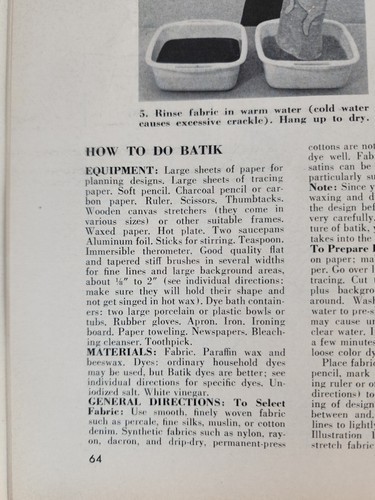 5. Rinse fabric in warm water (cold water
causes excessive crackle). Hang up to dry.
HOW TO DO BATIK
EQUIPMENT: Large sheets of paper for
planning designs. Large sheets of tracing
paper. Soft pencil. Charcoal pencil or car-
bon paper. Ruler. Scissors. Thumbtacks.
Wooden canvas stretchers (they come in
various sizes) or other suitable frames.
Waxed paper. Hot plate. Two saucepans
Aluminum foil. Sticks for stirring. Teaspoon.
Immersible therometer. Good quality flat
and tapered stiff brushes in several widths
for fine lines and large background areas,
about ⅛" to 2" (see individual directions:
make sure they will hold their shape and
not get singed in hot wax). Dye bath contain-
ers: two large porcelain or plastic bowls or
tubs, Rubber gloves. Apron. Iron. Ironing
board. Paper toweling. Newspapers. Bleach-
ing cleanser. Toothpick.
MATERIALS: Fabric. Paraffin wax and
beeswax. Dyes: ordinary household dyes
may be used, but Batik dyes are better; see
individual directions for specific dyes. Un-
iodized salt. White vinegar.
GENERAL DIRECTIONS: To Select
Fabric: Use smooth, finely woven fabric
such as percale, fine silks, muslin, or cotton
denim. Synthetic fabrics such as nylon, ray-
on, dacron, and drip-dry, permanent-press
64
cottons are not
dye well. Fab
such as satins
particularly su
Note: Since y
waxing and d
the design bef
very carefully.
ture of batik, y
takes into the
To Prepare
on paper; ma
per. Go over l
tracing. Cut
plus backgro
around. Wash
water to pre-s
may cause un
clear water. I
a few minutes
loose color dy
Place fabric
pencil, mark
ing ruler or of
directions) to
ing of design
between and.
lines to lightly
Illustration
stretch fabric